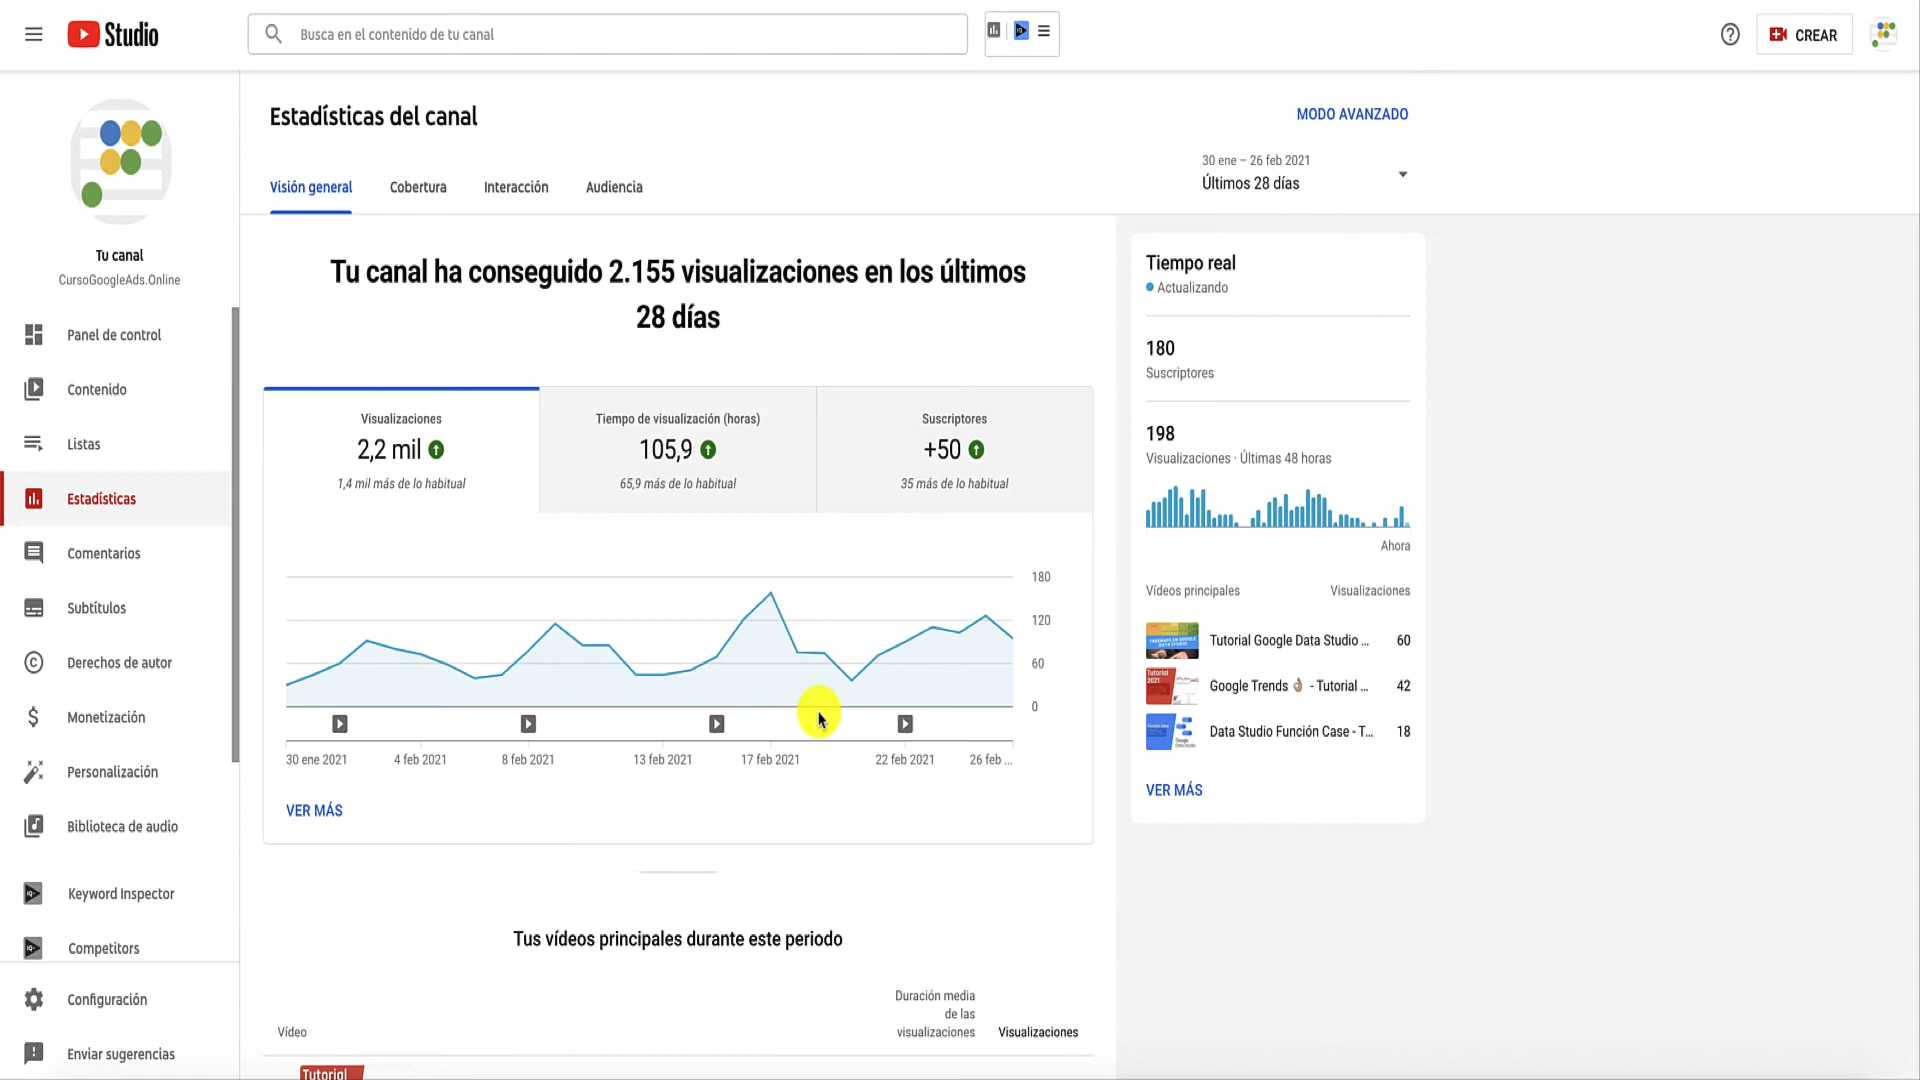 Studio
Busca en el contenido de tu canal
CREAR
Tu canal
CursoGoogleAds.Online
Panel de control
Contenido
Listas
Estadísticas
Comentarios
Subtítulos
Derechos de autor
Monetización
Personalización
Biblioteca de audio
Keyword Inspector
Competitors
Configuración
Enviar sugerencias
Estadísticas del canal
MODO AVANZADO
Visión general
Cobertura
Interacción
Audiencia
30 ene – 26 feb 2021
Últimos 28 días
Tu canal ha conseguido 2.155 visualizaciones en los últimos
28 días
Visualizaciones
2,2 mil
1,4 mil más de lo habitual
Tiempo de visualización (horas)
105,9
65,9 más de lo habitual
Suscriptores
+50
35 más de lo habitual
180
120
60
0
30 ene 2021
4 feb 2021
8 feb 2021
13 feb 2021
17 feb 2021
22 feb 2021
26 feb ...
VER MÁS
Tus vídeos principales durante este periodo
Vídeo
Duración media
de las
visualizaciones
Visualizaciones
Tutorial
Tiempo real
Actualizando
180
Suscriptores
198
Visualizaciones · Últimas 48 horas
Ahora
Vídeos principales
Visualizaciones
Tutorial Google Data Studio ...
60
Google Trends 👌🏼 - Tutorial ...
42
Data Studio Función Case - T...
18
VER MÁS